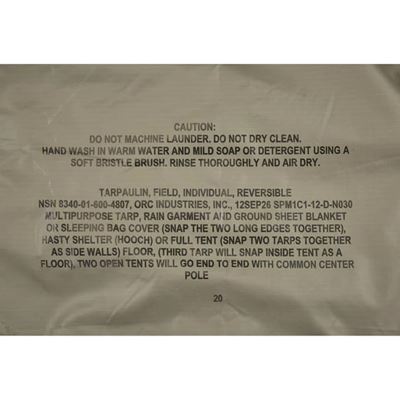 CAUTION:
DO NOT MACHINE LAUNDER. DO NOT DRY CLEAN.
HAND WASH IN WARM WATER AND MILD SOAP OR DETERGENT USING A
SOFT BRISTLE BRUSH. RINSE THOROUGHLY AND AIR DRY.
TARPAULIN, FIELD, INDIVIDUAL, REVERSIBLE
NSN 8340-01-600-4807, ORC INDUSTRIES, INC., 12SEP26 SPM1C1-12-D-N030
MULTIPURPOSE TARP, RAIN GARMENT AND GROUND SHEET BLANKET
OR SLEEPING BAG COVER (SNAP THE TWO LONG EDGES TOGETHER),
HASTY SHELTER (HOOCH) OR FULL TENT (SNAP TWO TARPS TOGETHER
AS SIDE WALLS) FLOOR, (THIRD TARP WILL SNAP INSIDE TENT AS A
FLOOR), TWO OPEN TENTS WILL GO END TO END WITH COMMON CENTER
POLE
20